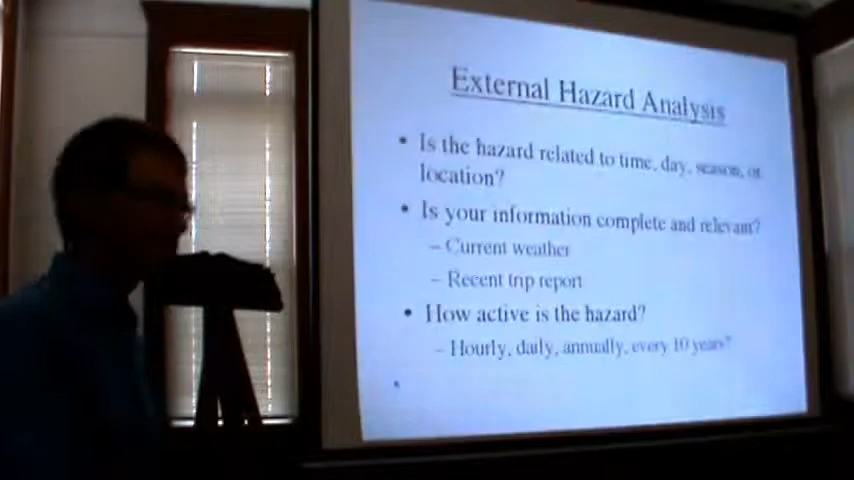 External Hazard Analysis
• Is the hazard related to time, day, season, or
location?
• Is your information complete and relevant?
– Current weather
– Recent trip report
• How active is the hazard?
– Hourly, daily, annually, every 10 years?
•